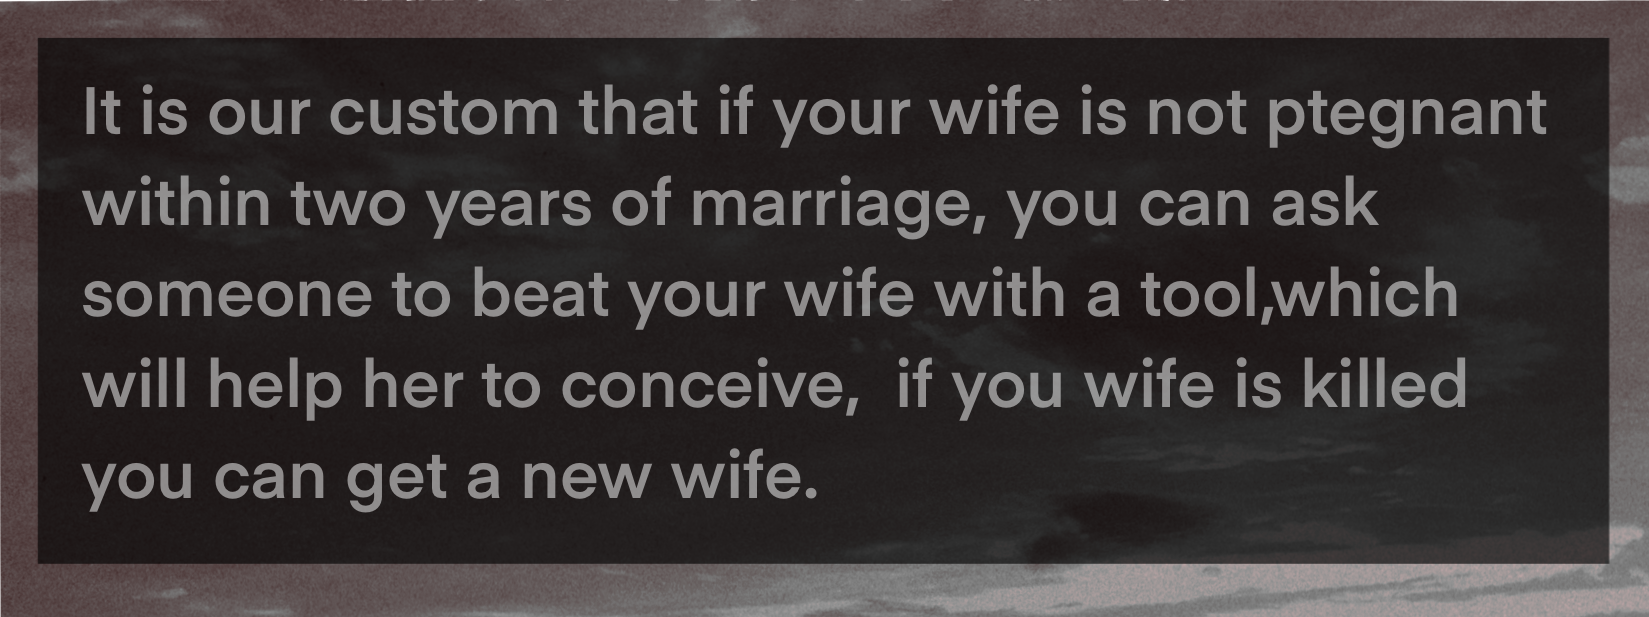 It is our custom that if your wife is not ptegnant
within two years of marriage, you can ask
someone to beat your wife with a tool,which
will help her to conceive,  if you wife is killed
you can get a new wife.